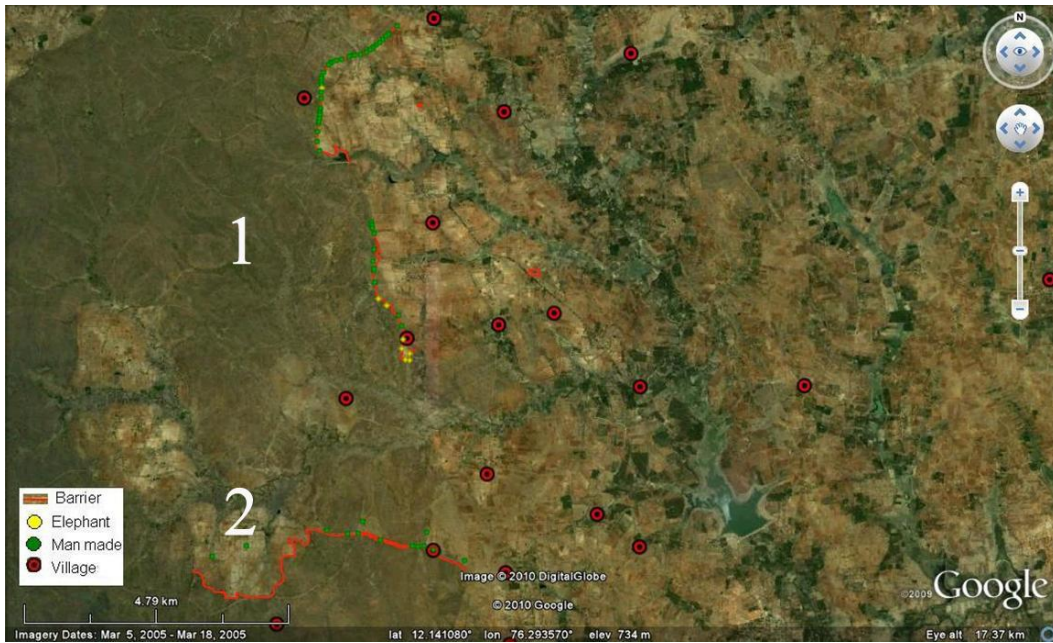 N
1
2
Barrier
Elephant
Man made
Village
4.79 km
Image © 2010 DigitalGlobe
© 2010 Google
©2009 Google
Imagery Dates: Mar 5, 2005 - Mar 18, 2005 lat 12.141080° lon 76.293570° elev 734 m Eye alt 17.37 km